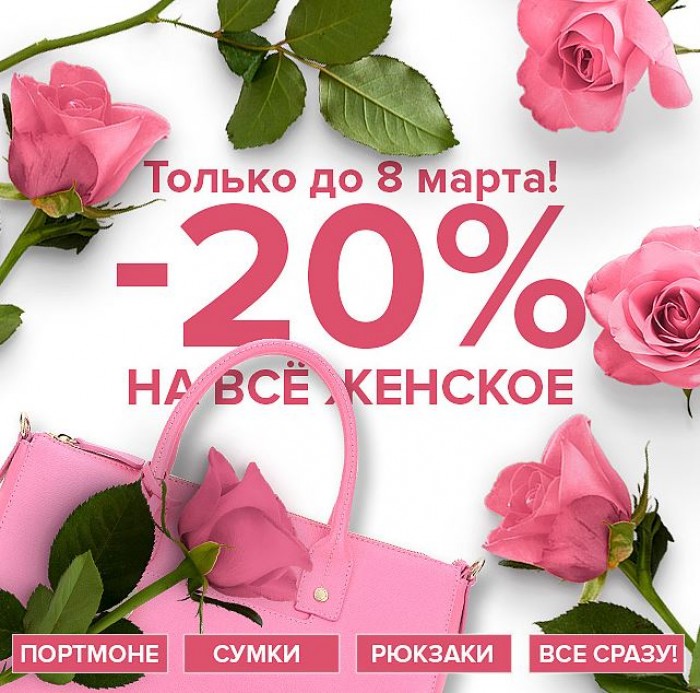 Только до 8 марта!
-20%
НА ВСЁ ЖЕНСКОЕ
ПОРТМОНЕ
СУМКИ
РЮКЗАКИ
ВСЕ СРАЗУ!